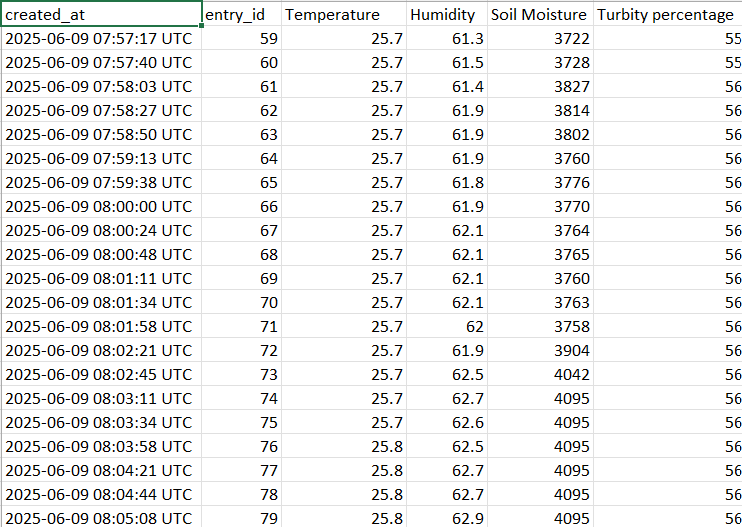 created_at entry_id Temperature Humidity Soil Moisture Turbity percentage
2025-06-09 07:57:17 UTC 59 25.7 61.3 3722 55
2025-06-09 07:57:40 UTC 60 25.7 61.5 3728 55
2025-06-09 07:58:03 UTC 61 25.7 61.4 3827 56
2025-06-09 07:58:27 UTC 62 25.7 61.9 3814 56
2025-06-09 07:58:50 UTC 63 25.7 61.9 3802 56
2025-06-09 07:59:13 UTC 64 25.7 61.9 3760 56
2025-06-09 07:59:38 UTC 65 25.7 61.8 3776 56
2025-06-09 08:00:00 UTC 66 25.7 61.9 3770 56
2025-06-09 08:00:24 UTC 67 25.7 62.1 3764 56
2025-06-09 08:00:48 UTC 68 25.7 62.1 3765 56
2025-06-09 08:01:11 UTC 69 25.7 62.1 3760 56
2025-06-09 08:01:34 UTC 70 25.7 62.1 3763 56
2025-06-09 08:01:58 UTC 71 25.7 62 3758 56
2025-06-09 08:02:21 UTC 72 25.7 61.9 3904 56
2025-06-09 08:02:45 UTC 73 25.7 62.5 4042 56
2025-06-09 08:03:11 UTC 74 25.7 62.7 4095 56
2025-06-09 08:03:34 UTC 75 25.7 62.6 4095 56
2025-06-09 08:03:58 UTC 76 25.8 62.5 4095 56
2025-06-09 08:04:21 UTC 77 25.8 62.7 4095 56
2025-06-09 08:04:44 UTC 78 25.8 62.7 4095 56
2025-06-09 08:05:08 UTC 79 25.8 62.9 4095 56